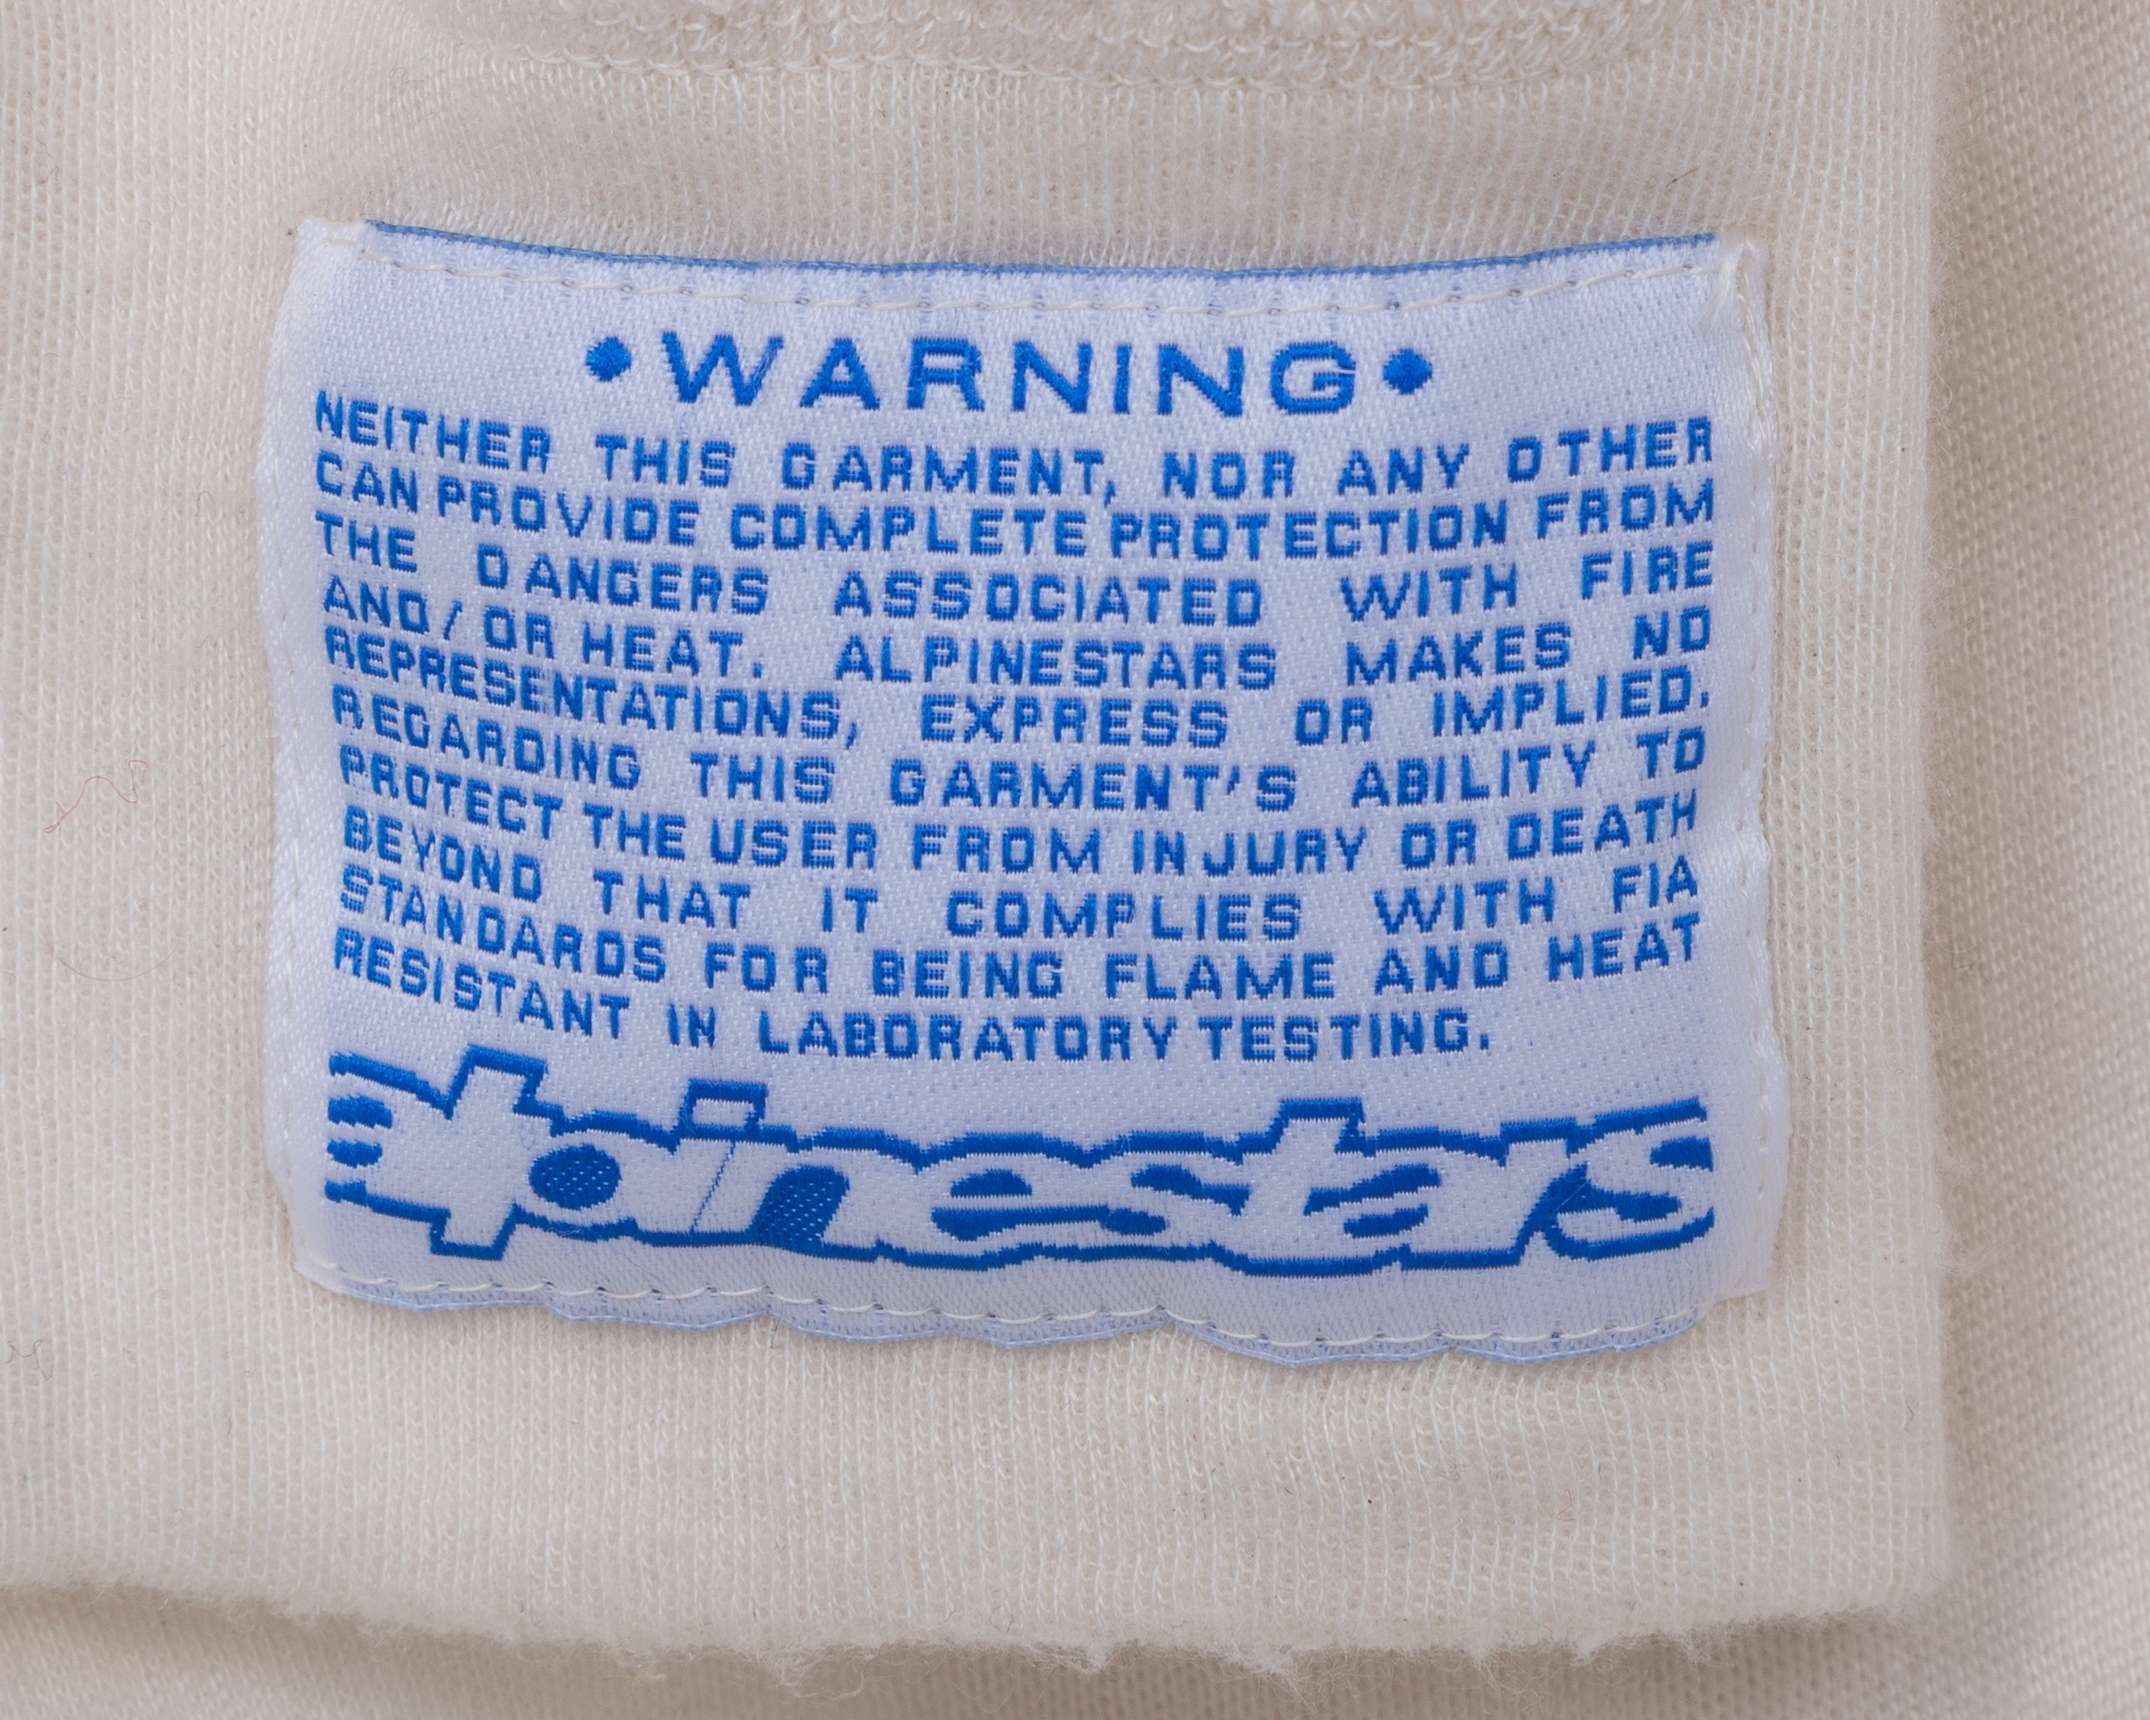 •WARNING•
NEITHER THIS GARMENT, NOR ANY OTHER
CAN PROVIDE COMPLETE PROTECTION FROM
THE DANGERS ASSOCIATED WITH FIRE
AND/ OR HEAT. ALPINESTARS MAKES NO
REPRESENTATIONS, EXPRESS OR IMPLIED.
REGARDING THIS GARMENT'S ABILITY TO
PROTECT THE USER FROM INJURY OR DEATH
BEYOND THAT IT COMPLIES WITH FIA
STANDARDS FOR BEING FLAME AND HEAT
RESISTANT IN LABORATORY TESTING.
alpinestars